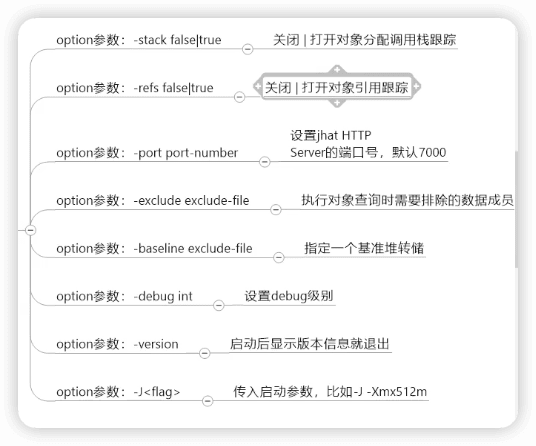 option参数： -stack false|true 关闭 | 打开对象分配调用栈跟踪
option参数： -refs false|true 关闭 | 打开对象引用跟踪
option参数： -port port-number 设置jhat HTTP
Server的端口号，默认7000
option参数： -exclude exclude-file 执行对象查询时需要排除的数据成员
option参数： -baseline exclude-file 指定一个基准堆转储
option参数： -debug int 设置debug级别
option参数： -version 启动后显示版本信息就退出
option参数： -J<flag> 传入启动参数，比如-J -Xmx512m